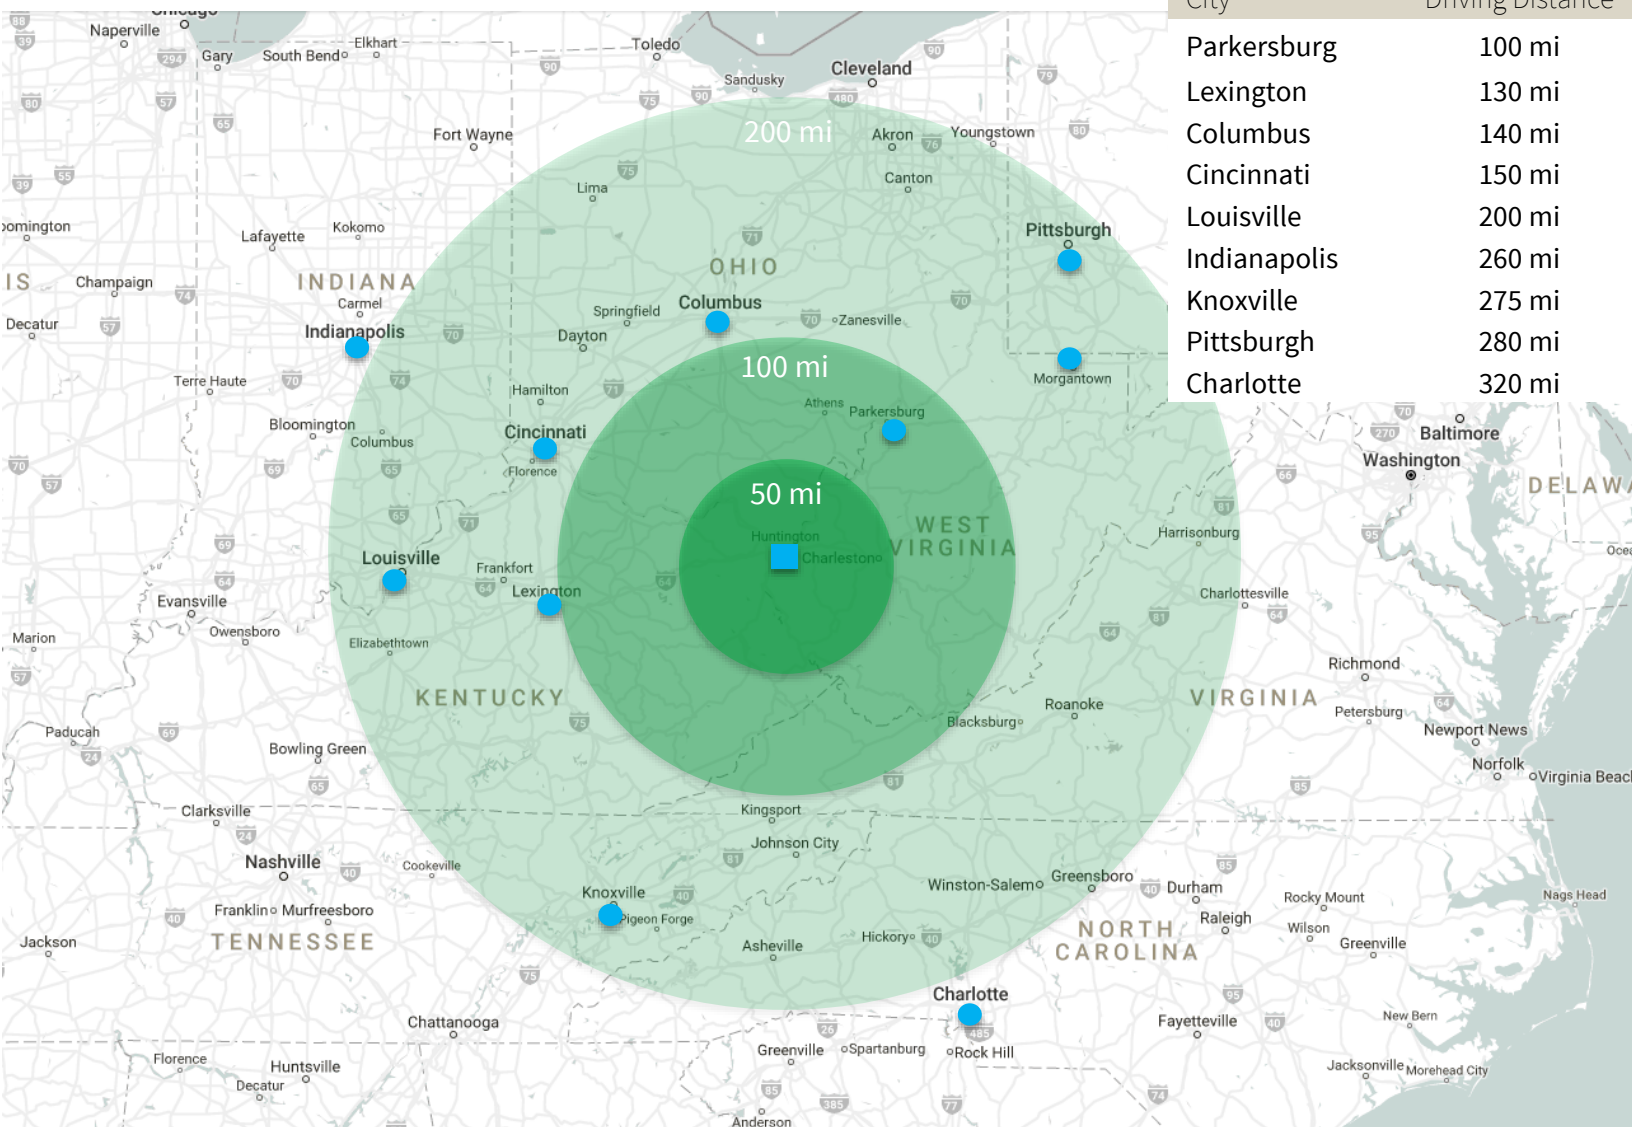 City Driving Distance
Parkersburg 100 mi
Lexington 130 mi
Columbus 140 mi
Cincinnati 150 mi
Louisville 200 mi
Indianapolis 260 mi
Knoxville 275 mi
Pittsburgh 280 mi
Charlotte 320 mi
200 mi
100 mi
50 mi
Chicago
Naperville
Gary
South Bend
Elkhart
Toledo
Sandusky
Cleveland
Fort Wayne
Akron
Youngstown
Canton
Lima
Lafayette
Kokomo
Pittsburgh
OHIO
IS
Champaign
INDIANA
Carmel
Columbus
Springfield
Zanesville
Decatur
Indianapolis
Dayton
Terre Haute
Hamilton
Morgantown
Athens
Parkersburg
Bloomington
Columbus
Cincinnati
Florence
Baltimore
Washington
DELAWA
WEST
VIRGINIA
Huntington
Charleston
Harrisonburg
Louisville
Frankfort
Lexington
Evansville
Owensboro
Charlottesville
Marion
Elizabethtown
Richmond
KENTUCKY
VIRGINIA
Roanoke
Blacksburg
Petersburg
Paducah
Bowling Green
Newport News
Norfolk
Virginia Beac
Clarksville
Kingsport
Johnson City
Nashville
Cookeville
Knoxville
Pigeon Forge
Winston-Salem
Greensboro
Durham
Rocky Mount
Nags Head
Franklin
Murfreesboro
Raleigh
Wilson
Greenville
TENNESSEE
Jackson
Asheville
Hickory
NORTH
CAROLINA
Charlotte
Chattanooga
Fayetteville
New Bern
Greenville
Spartanburg
Rock Hill
Florence
Huntsville
Decatur
Jacksonville
Morehead City
Anderson
omington
Ocea